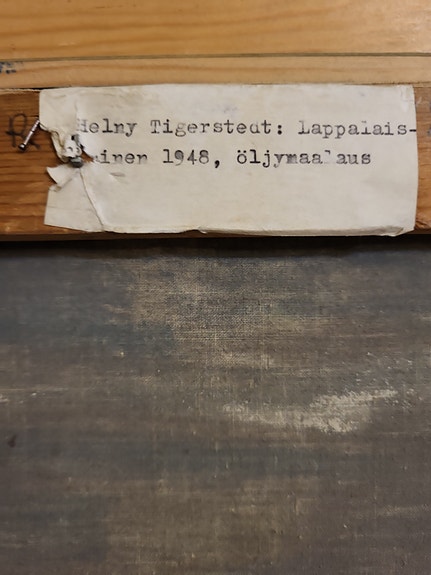 Helny Tigerstedt: Lappalais-
nainen 1948, öljymaalaus